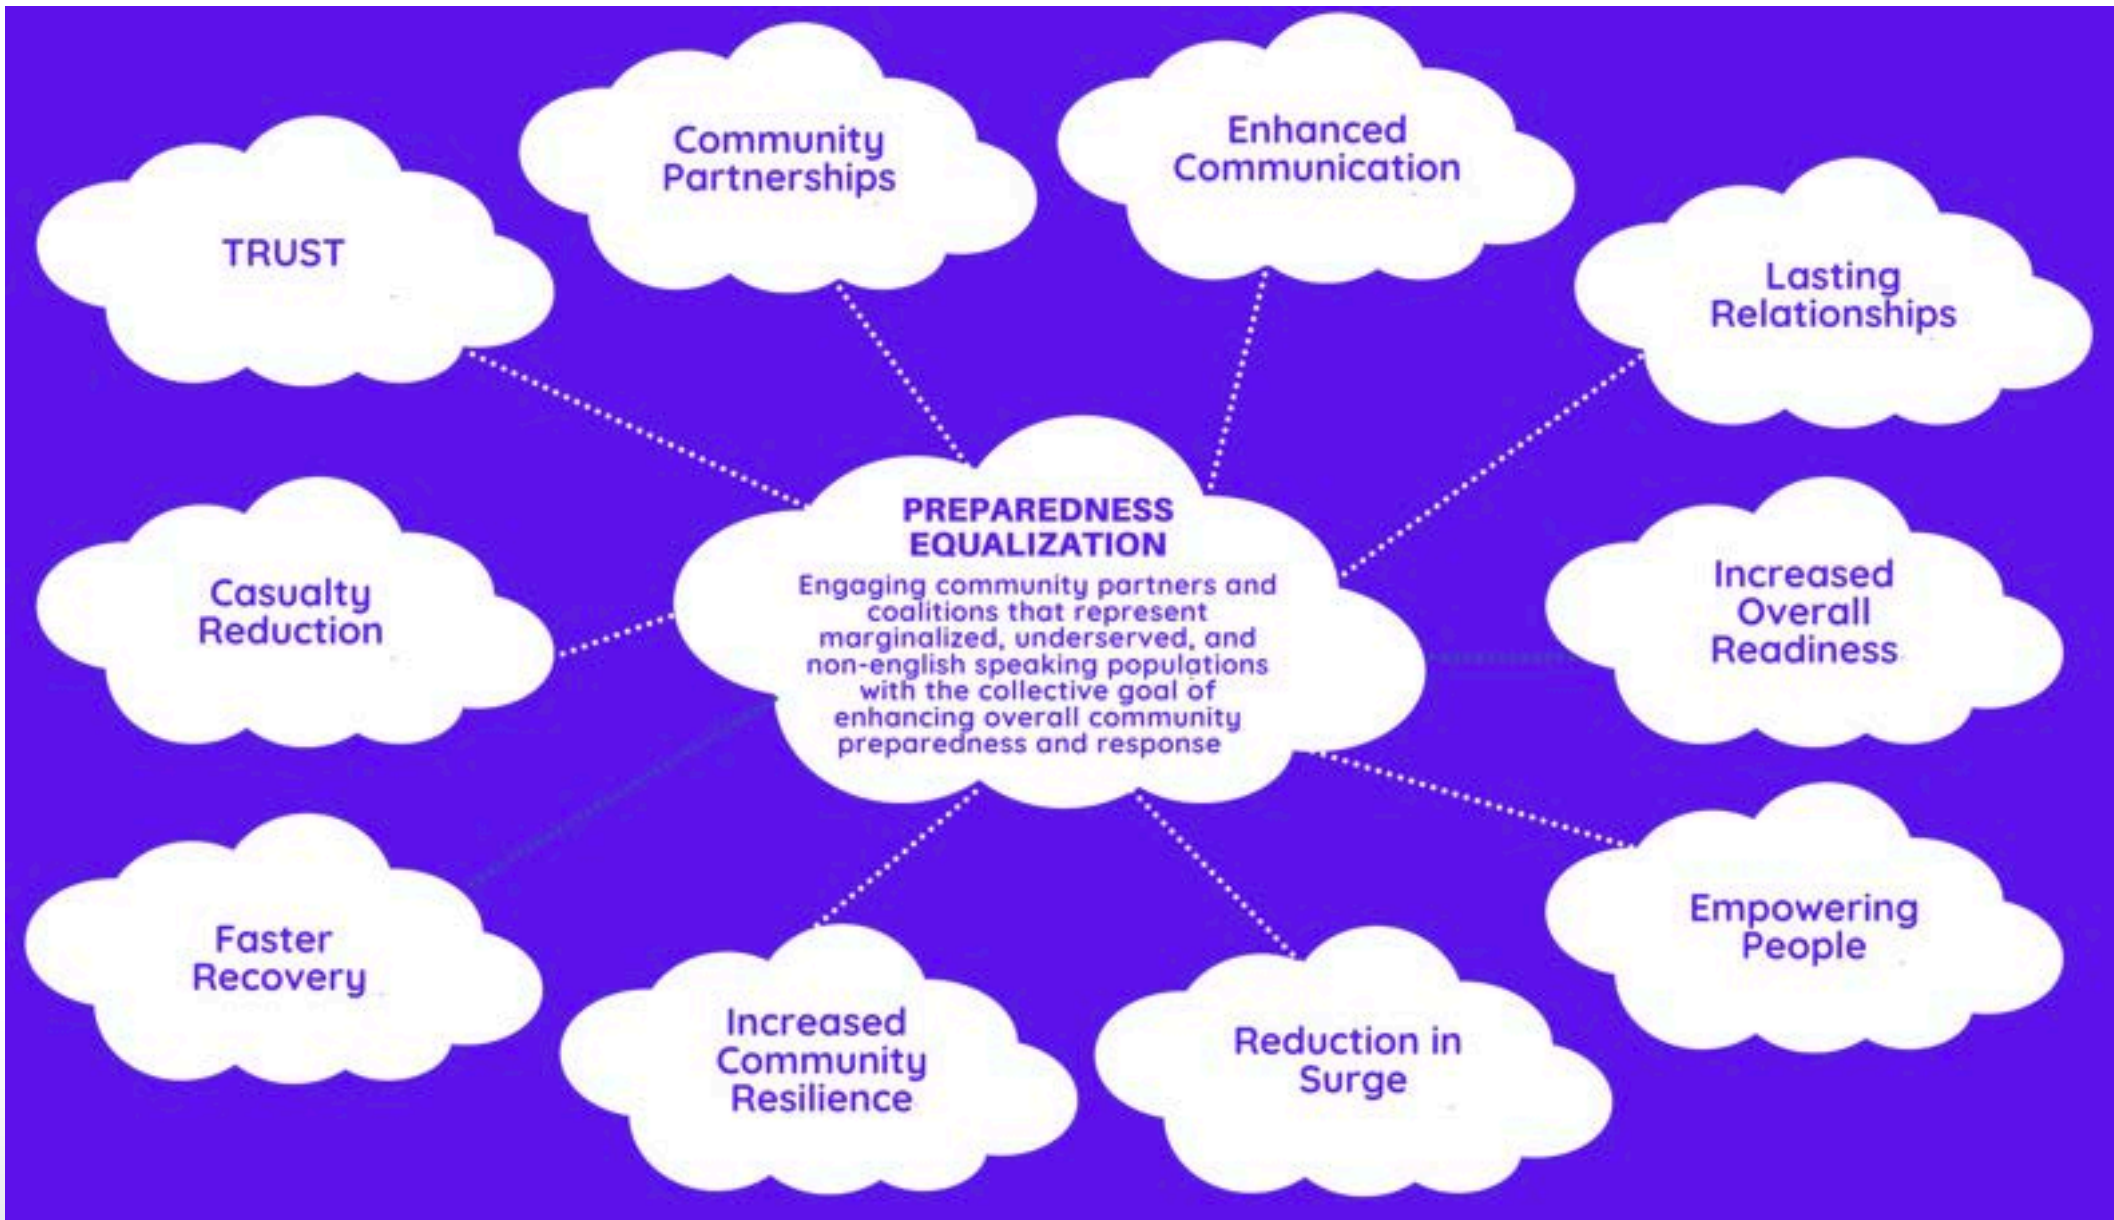 TRUST
Community
Partnerships
Enhanced
Communication
Lasting
Relationships
PREPAREDNESS
EQUALIZATION
Engaging community partners and
coalitions that represent
marginalized, underserved, and
non-english speaking populations
with the collective goal of
enhancing overall community
preparedness and response
Casualty
Reduction
Increased
Overall
Readiness
Faster
Recovery
Increased
Community
Resilience
Reduction in
Surge
Empowering
People